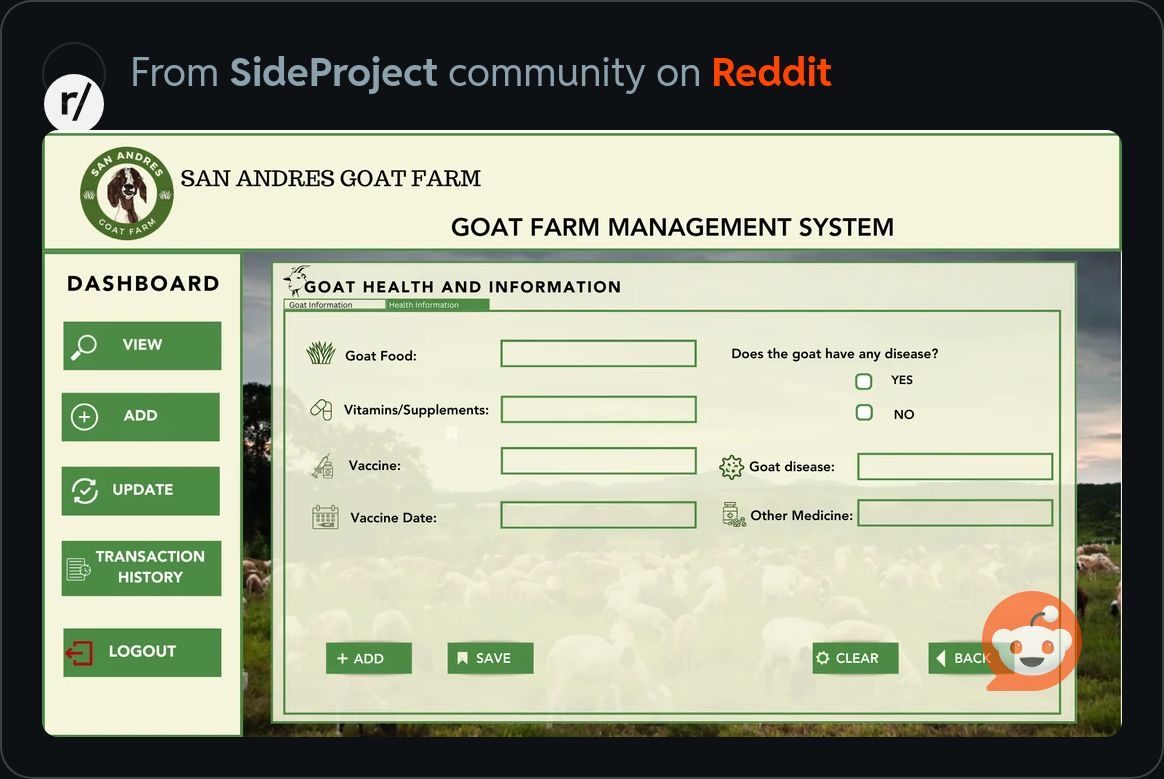 From SideProject community on Reddit
r/
SAN ANDRES
GOAT FARM
SAN ANDRES GOAT FARM
GOAT FARM MANAGEMENT SYSTEM
DASHBOARD
VIEW
ADD
UPDATE
TRANSACTION
HISTORY
LOGOUT
GOAT HEALTH AND INFORMATION
Goat Information
Health Information
Goat Food:
Vitamins/Supplements:
Vaccine:
Vaccine Date:
Does the goat have any disease?
YES
NO
Goat disease:
Other Medicine:
+ ADD
SAVE
CLEAR
BACK